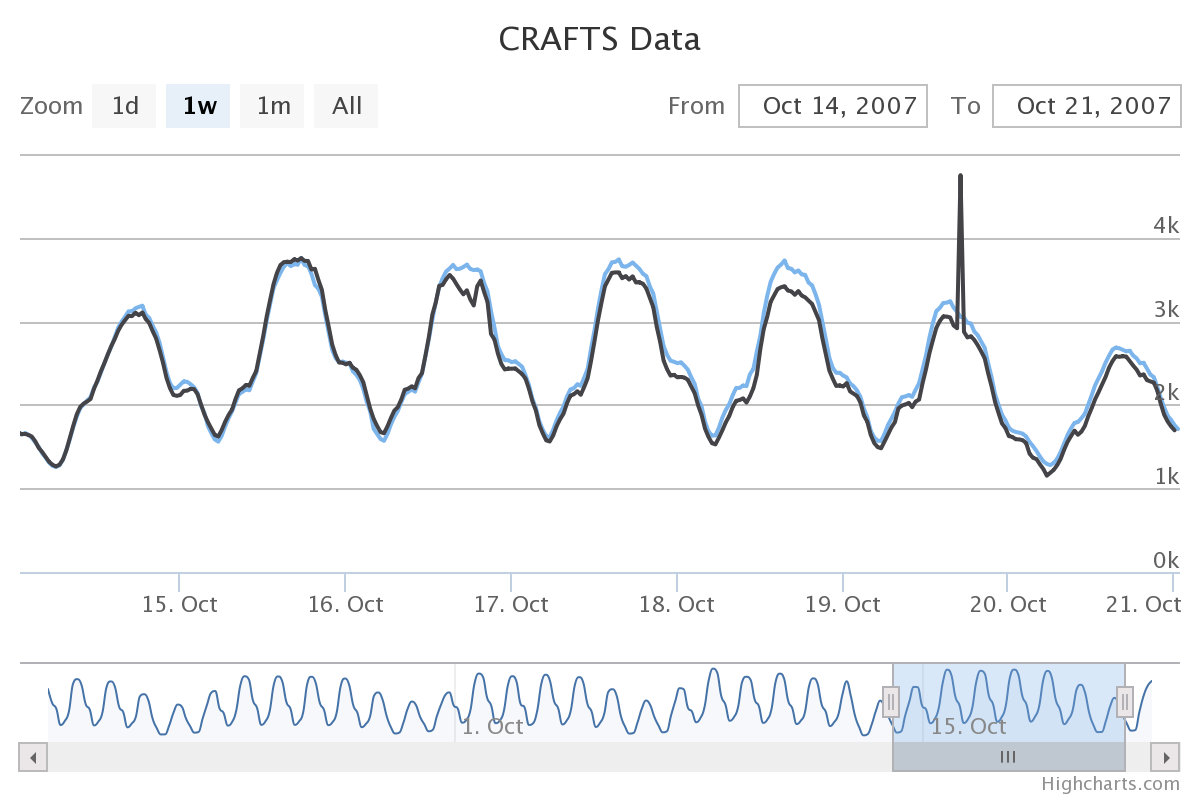 CRAFTS Data
Zoom 1d 1w 1m All From Oct 14, 2007 To Oct 21, 2007
4k
3k
2k
1k
0k
15. Oct 16. Oct 17. Oct 18. Oct 19. Oct 20. Oct 21. Oct
1. Oct 15. Oct
Highcharts.com